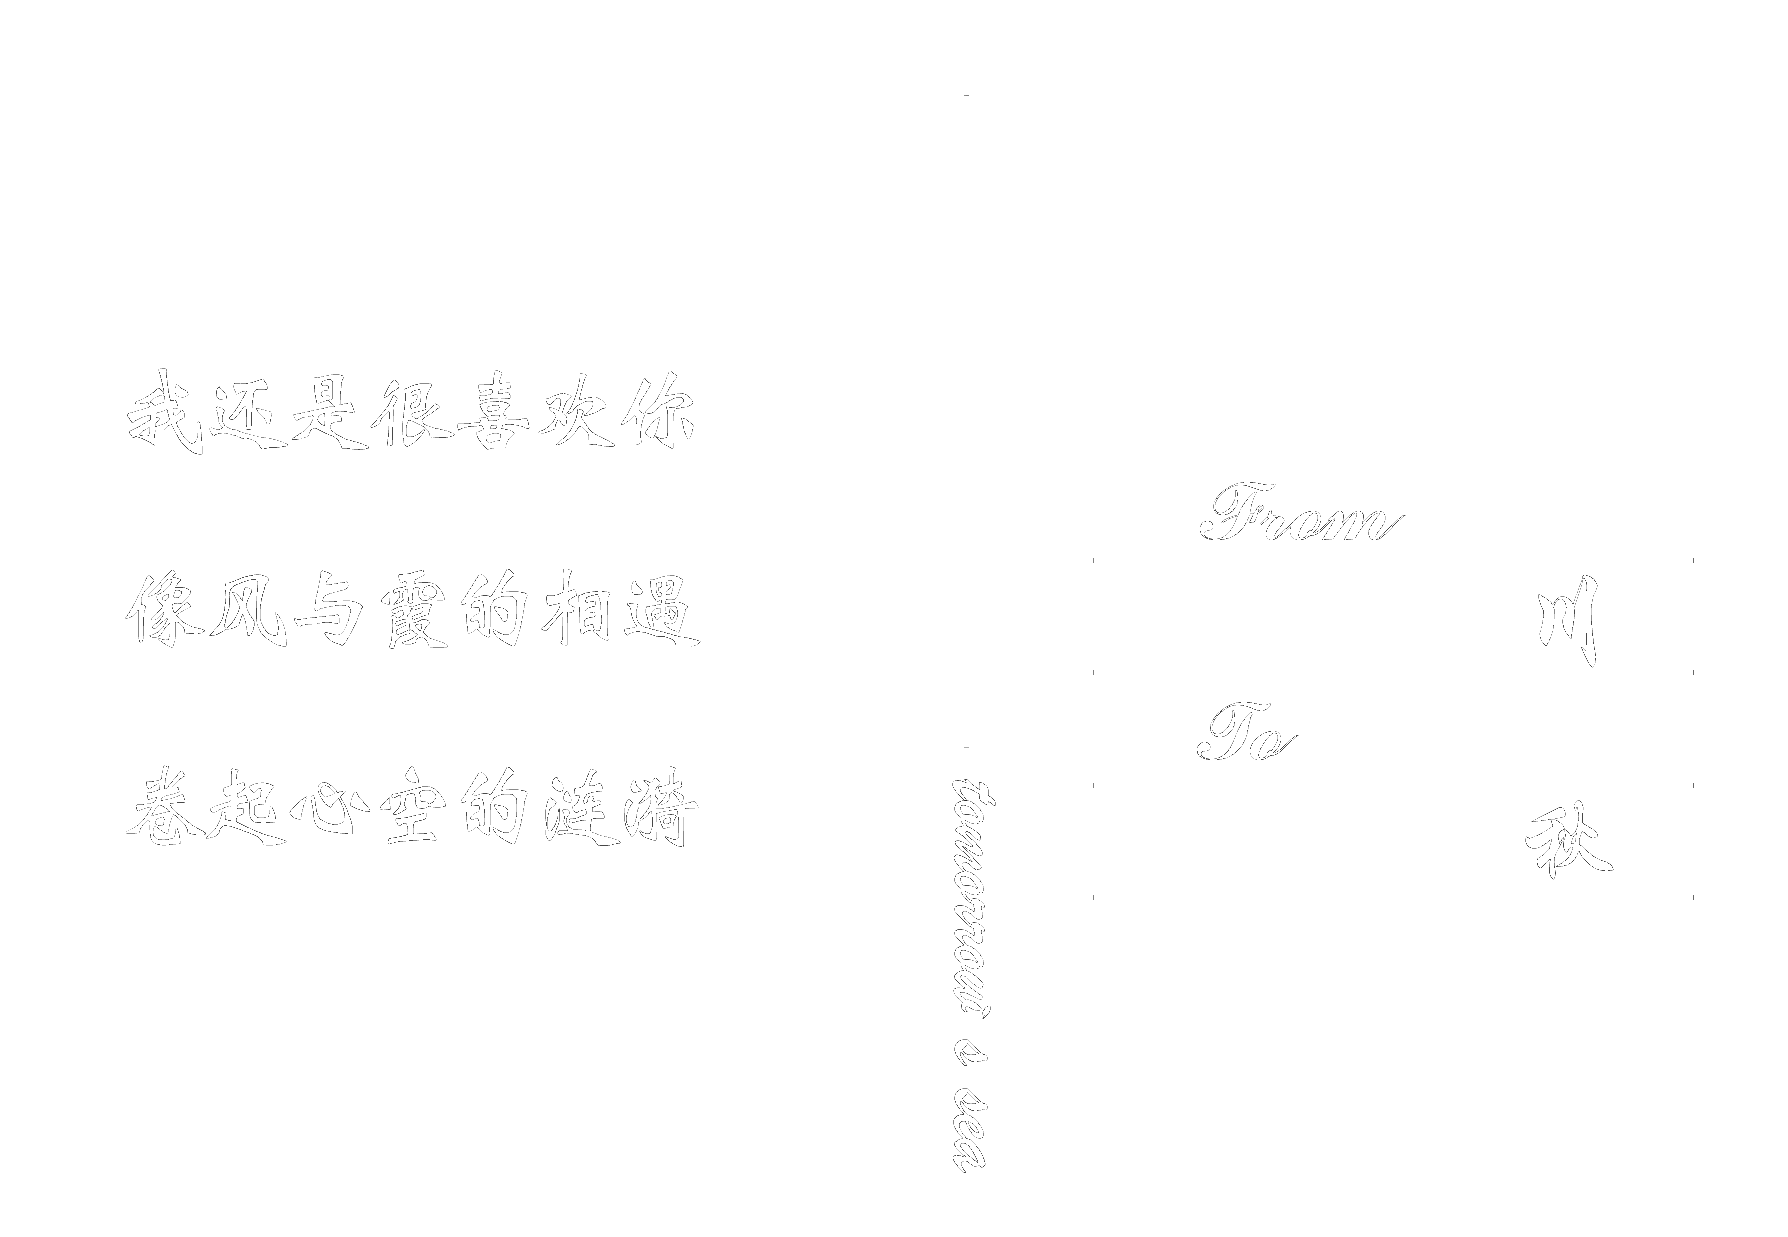 我还是很喜欢你
像风与霞的相遇
卷起心空的涟漪
tomorrow' s sea
From
川
To
秋